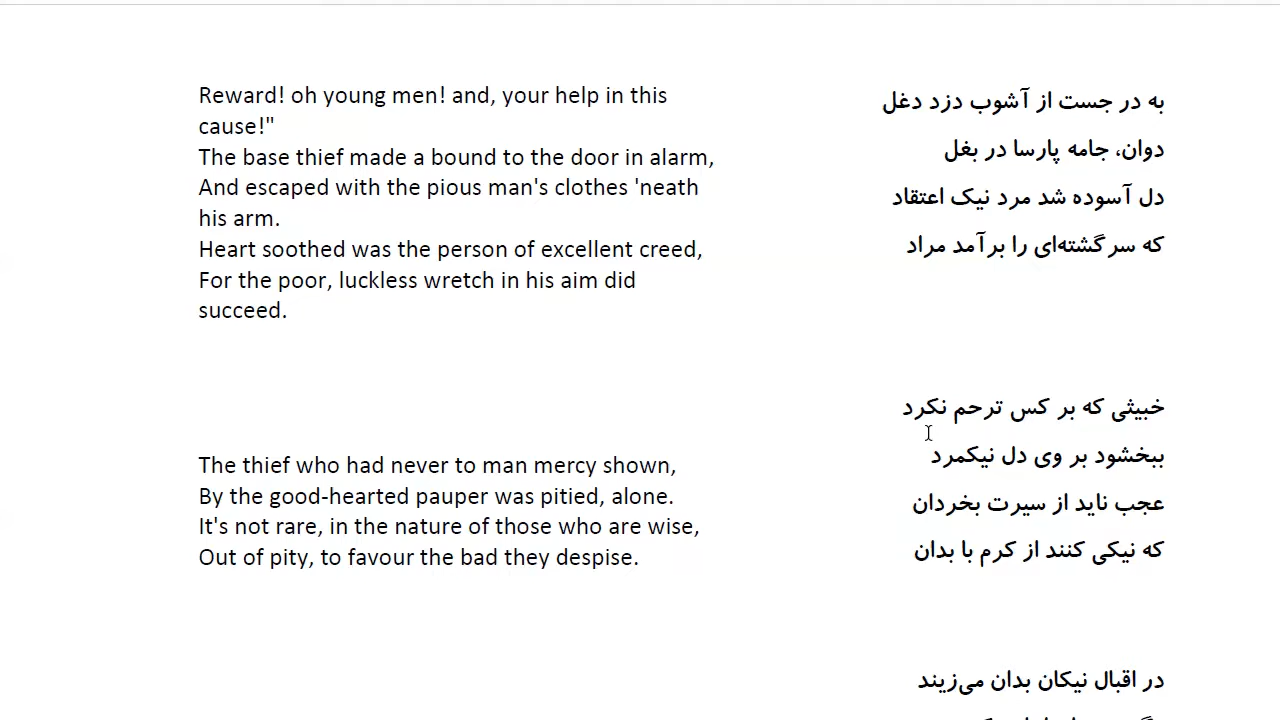 Reward! oh young men! and, your help in this
cause!"
The base thief made a bound to the door in alarm,
And escaped with the pious man's clothes 'neath
his arm.
Heart soothed was the person of excellent creed,
For the poor, luckless wretch in his aim did
succeed.
The thief who had never to man mercy shown,
By the good-hearted pauper was pitied, alone.
It's not rare, in the nature of those who are wise,
Out of pity, to favour the bad they despise.
به در جست از آشوب دزد دغل
دوان، جامه پارسا در بغل
دل آسوده شد مرد نیک اعتقاد
که سرگشته‌ای را برآمد مراد
خبیثی که بر کس ترحم نکرد
ببخشود بر وی دل نیکمرد
عجب ناید از سیرت بخردان
که نیکی کنند از کرم با بدان
در اقبال نیکان بدان می‌زیند